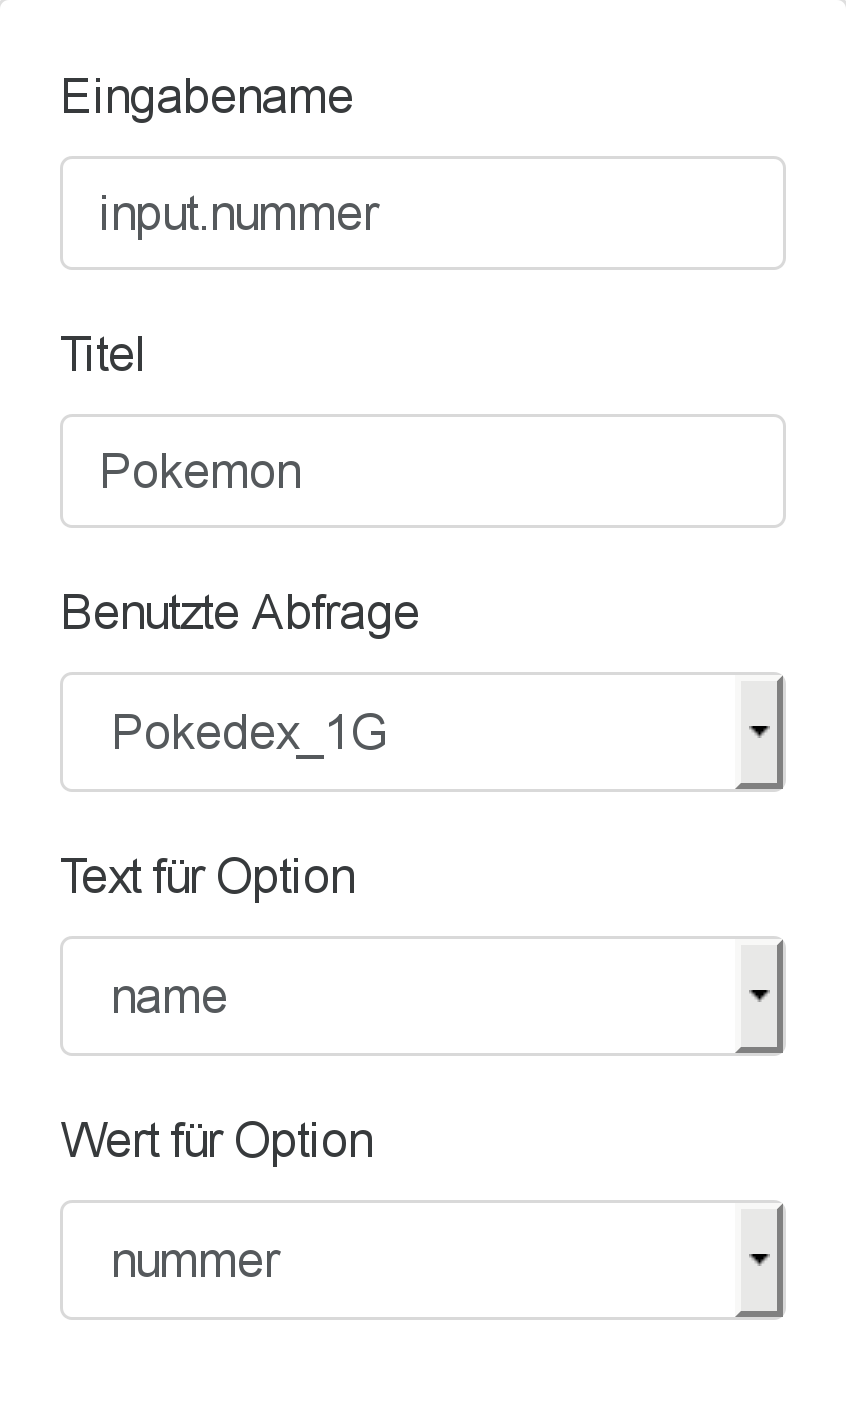 Eingabename
input.nummer
Titel
Pokemon
Benutzte Abfrage
Pokedex_1G
Text für Option
name
Wert für Option
nummer